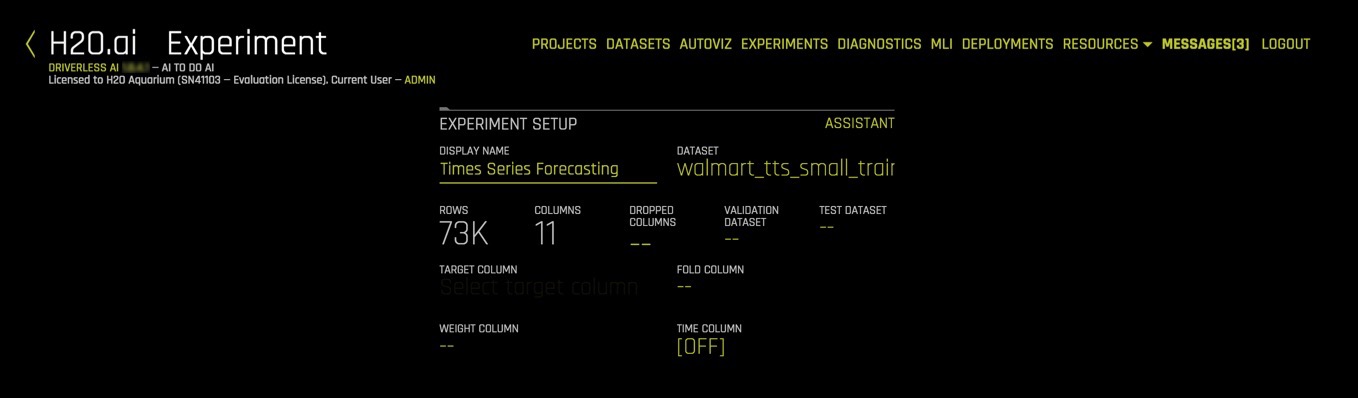 H2O.ai Experiment
PROJECTS DATASETS AUTOVIZ EXPERIMENTS DIAGNOSTICS MLI DEPLOYMENTS RESOURCES MESSAGES[3] LOGOUT
DRIVERLESS AI — AI TO DO AI
Licensed to H2O Aquarium (SN41103 — Evaluation License). Current User — ADMIN
EXPERIMENT SETUP ASSISTANT
DISPLAY NAME DATASET
Times Series Forecasting walmart_tts_small_train
ROWS COLUMNS DROPPED COLUMNS VALIDATION DATASET TEST DATASET
73K 11 -- -- --
TARGET COLUMN FOLD COLUMN
Select target column --
WEIGHT COLUMN TIME COLUMN
-- [OFF]